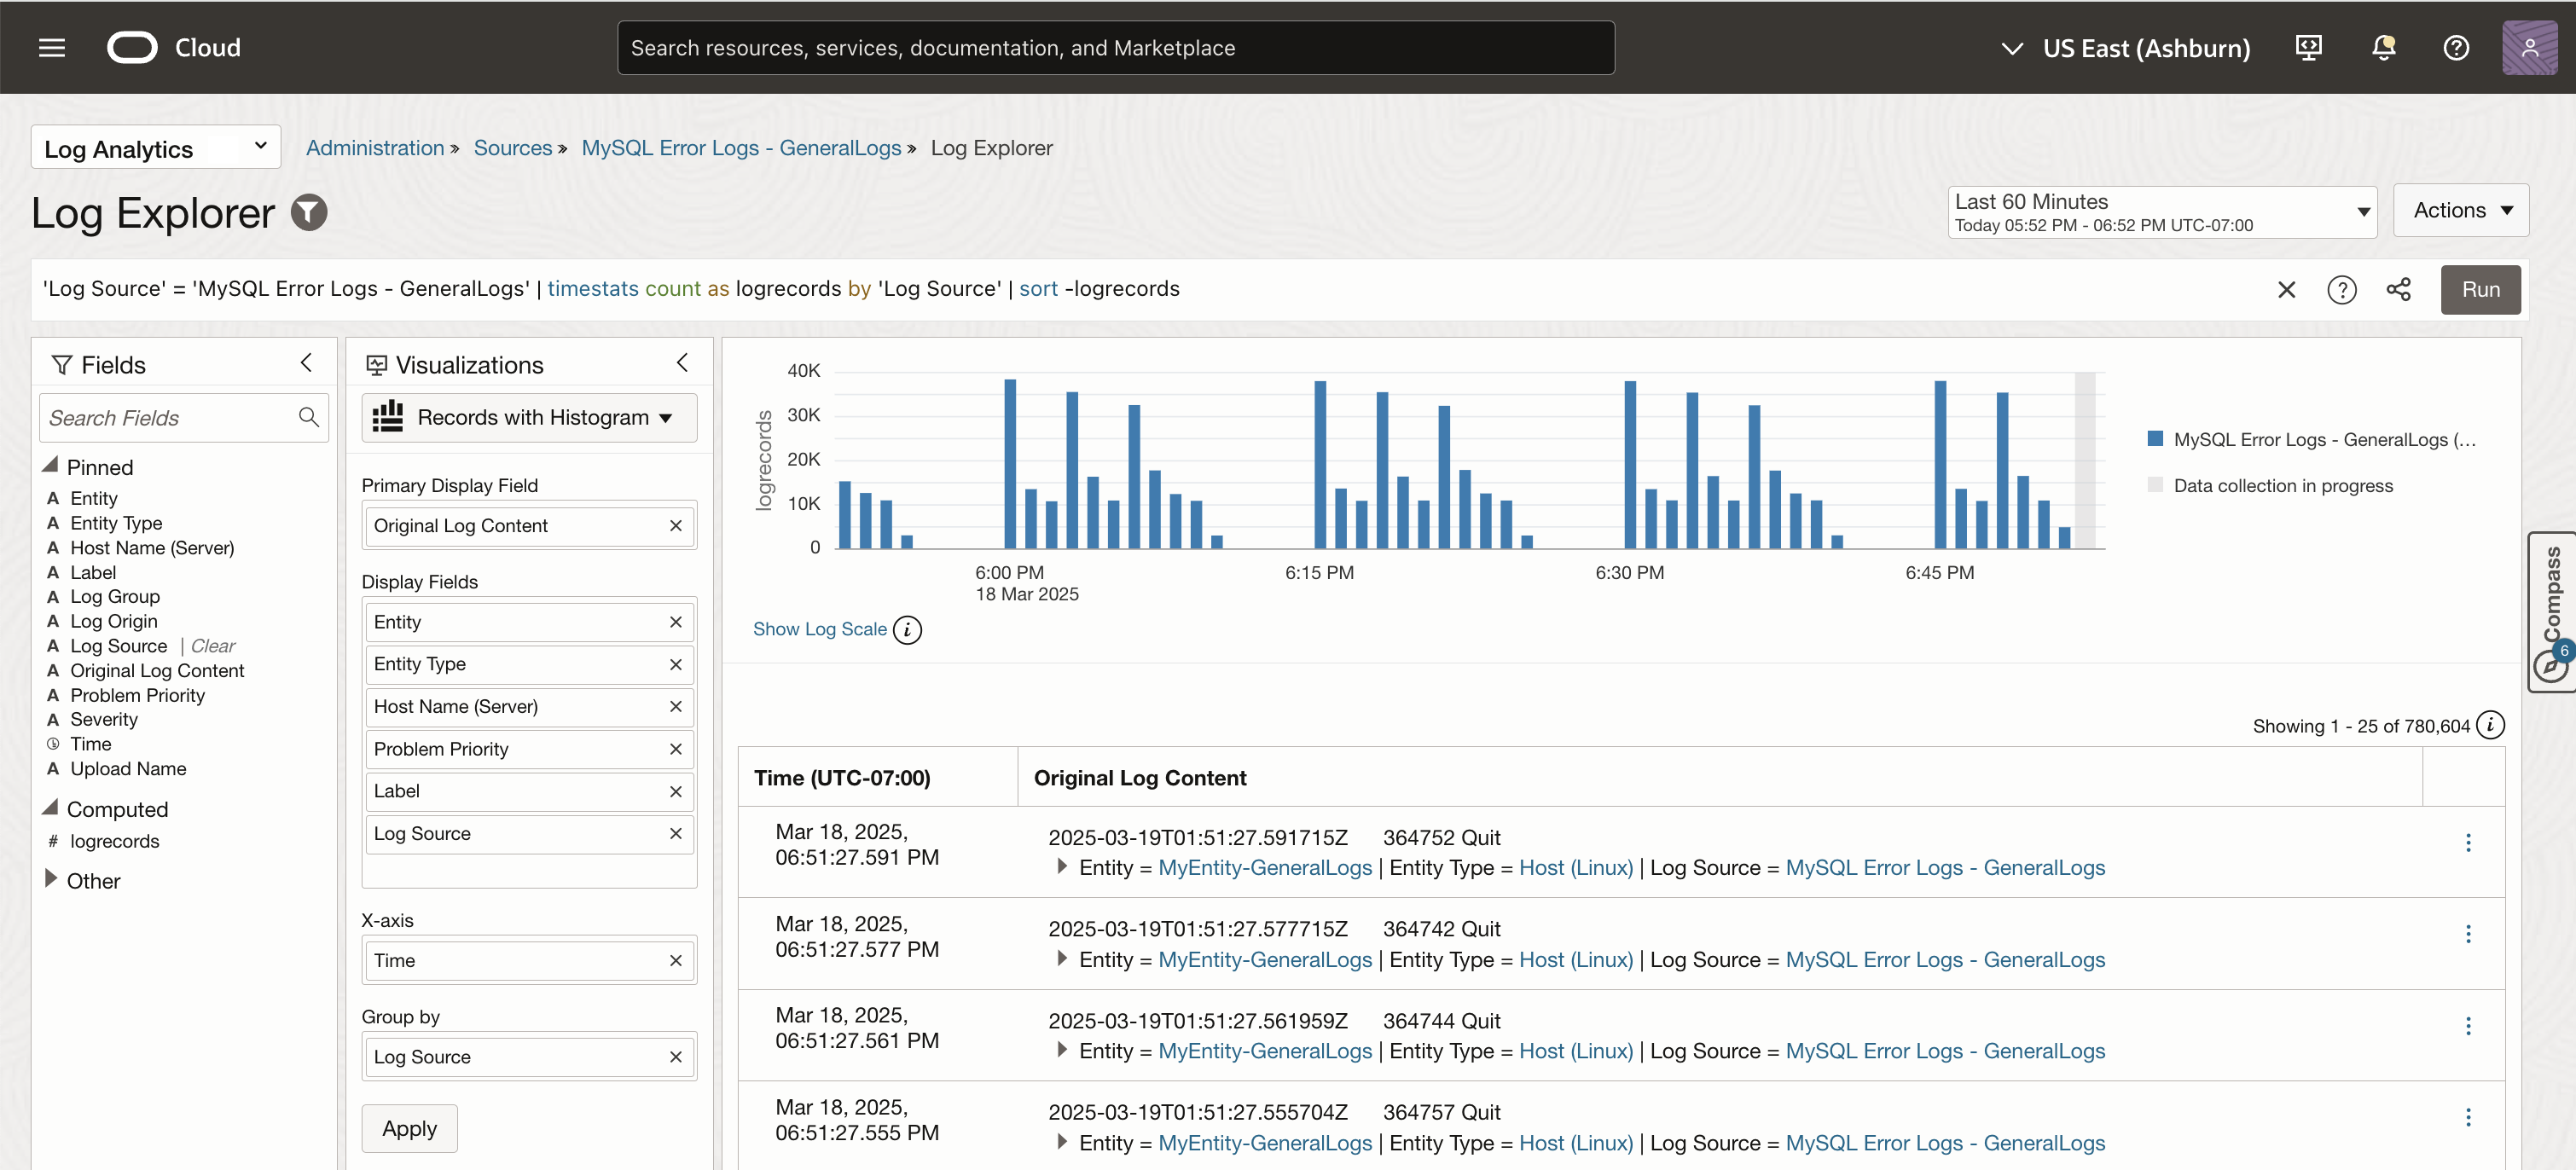 Cloud
Search resources, services, documentation, and Marketplace
US East (Ashburn)
Log Analytics
Administration » Sources » MySQL Error Logs - GeneralLogs » Log Explorer
Log Explorer
Last 60 Minutes
Today 05:52 PM - 06:52 PM UTC-07:00
Actions
'Log Source' = 'MySQL Error Logs - GeneralLogs' | timestats count as logrecords by 'Log Source' | sort -logrecords
Run
Fields
Search Fields
Pinned
A Entity
A Entity Type
A Host Name (Server)
A Label
A Log Group
A Log Origin
A Log Source | Clear
A Original Log Content
A Problem Priority
A Severity
Time
A Upload Name
Computed
# logrecords
Other
Visualizations
Records with Histogram
Primary Display Field
Original Log Content
Display Fields
Entity
Entity Type
Host Name (Server)
Problem Priority
Label
Log Source
X-axis
Time
Group by
Log Source
Apply
logrecords
40K
30K
20K
10K
0
6:00 PM
18 Mar 2025
6:15 PM
6:30 PM
6:45 PM
MySQL Error Logs - GeneralLogs (...
Data collection in progress
Show Log Scale
Compass
6
Showing 1 - 25 of 780,604
Time (UTC-07:00) Original Log Content
Mar 18, 2025,
06:51:27.591 PM
2025-03-19T01:51:27.591715Z 364752 Quit
Entity = MyEntity-GeneralLogs | Entity Type = Host (Linux) | Log Source = MySQL Error Logs - GeneralLogs
Mar 18, 2025,
06:51:27.577 PM
2025-03-19T01:51:27.577715Z 364742 Quit
Entity = MyEntity-GeneralLogs | Entity Type = Host (Linux) | Log Source = MySQL Error Logs - GeneralLogs
Mar 18, 2025,
06:51:27.561 PM
2025-03-19T01:51:27.561959Z 364744 Quit
Entity = MyEntity-GeneralLogs | Entity Type = Host (Linux) | Log Source = MySQL Error Logs - GeneralLogs
Mar 18, 2025,
06:51:27.555 PM
2025-03-19T01:51:27.555704Z 364757 Quit
Entity = MyEntity-GeneralLogs | Entity Type = Host (Linux) | Log Source = MySQL Error Logs - GeneralLogs